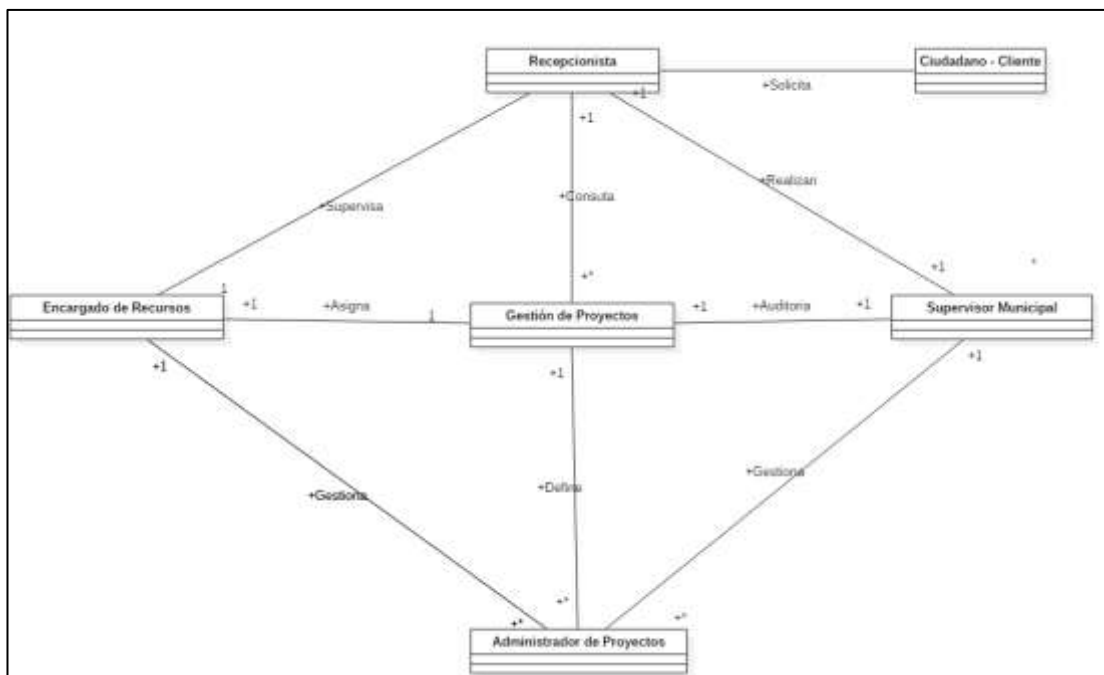 Recepcionista
Ciudadano - Cliente
+Solicita
+1
+1
+Realizan
+Supervisa
+Consuta
+1
*
+*
1
Encargado de Recursos
+1
+Asigna
1
Gestión de Proyectos
+1
+Auditoria
+1
Supervisor Municipal
+1
+1
+1
+Gestiona
+Define
+Gestiona
+*
+*
+*
Administrador de Proyectos